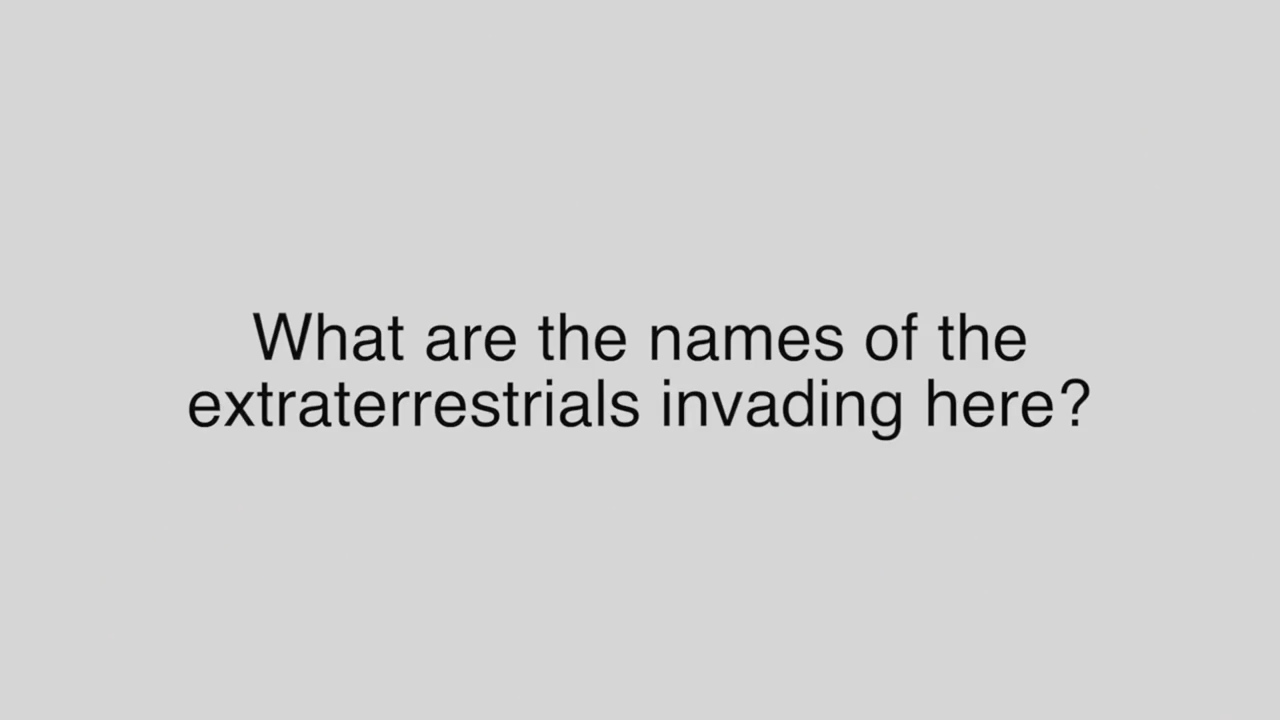 What are the names of the
extraterrestrials invading here?